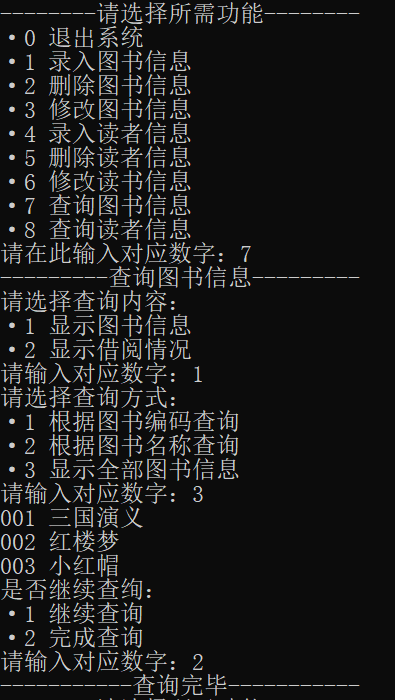 --------请选择所需功能--------
·0 退出系统
·1 录入图书信息
·2 删除图书信息
·3 修改图书信息
·4 录入读者信息
·5 删除读者信息
·6 修改读书信息
·7 查询图书信息
·8 查询读者信息
请在此输入对应数字：7
---------查询图书信息---------
请选择查询内容：
·1 显示图书信息
·2 显示借阅情况
请输入对应数字：1
请选择查询方式：
·1 根据图书编码查询
·2 根据图书名称查询
·3 显示全部图书信息
请输入对应数字：3
001 三国演义
002 红楼梦
003 小红帽
是否继续查绚：
·1 继续查询
·2 完成查询
请输入对应数字：2
-----------查询完毕-----------